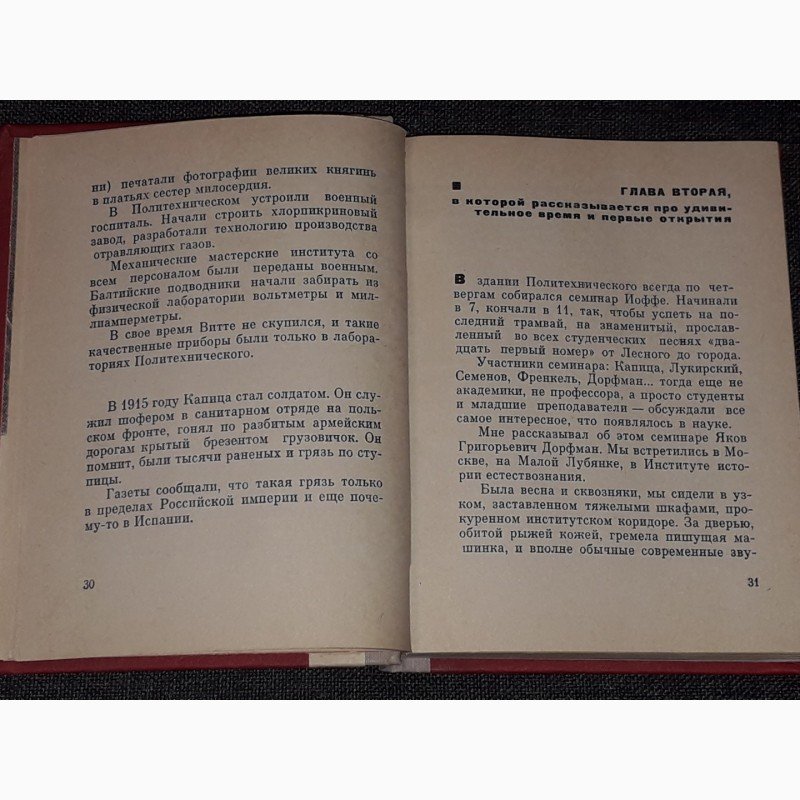 ни) печатали фотографии великих княгинь
в платьях сестер милосердия.
В Политехническом устроили военный
госпиталь. Начали строить хлорпикриновый
завод, разработали технологию производства
отравляющих газов.
Механические мастерские института со
всем персоналом были переданы военным.
Балтийские подводники начали забирать из
физической лаборатории вольтметры и мил-
лиамперметры.
В свое время Витте не скупился, и такие
качественные приборы были только в лабора-
ториях Политехнического.
В 1915 году Капица стал солдатом. Он слу-
жил шофером в санитарном отряде на поль-
ском фронте, гонял по разбитым армейским
дорогам крытый брезентом грузовичок. Он
помнит, были тысячи раненых и грязь по сту-
пицы.
Газеты сообщали, что такая грязь только
в пределах Российской империи и еще поче-
му-то в Испании.
30
ГЛАВА ВТОРАЯ,
в которой рассказывается про удиви-
тельное время и первые открытия
В здании Политехнического всегда по чет-
вергам собирался семинар Иоффе. Начинали
в 7, кончали в 11, так, чтобы успеть на по-
следний трамвай, на знаменитый, прослав-
ленный во всех студенческих песнях «два-
дцать первый номер» от Лесного до города.
Участники семинара: Капица, Лукирский,
Семенов, Френкель, Дорфман... тогда еще не
академики, не профессора, а просто студенты
и младшие преподаватели — обсуждали все
самое интересное, что появлялось в науке.
Мне рассказывал об этом семинаре Яков
Григорьевич Дорфман. Мы встретились в Мо-
скве, на Малой Лубянке, в Институте исто-
рии естествознания.
Была весна и сквозняки, мы сидели в уз-
ком, заставленном тяжелыми шкафами, про-
куренном институтском коридоре. За дверью,
обитой рыжей кожей, гремела пишущая ма-
шинка, и вполне обычные современные зву-
31